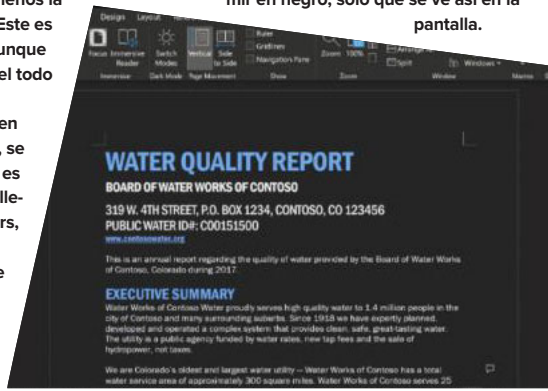 enos la
Este es
unque
el todo
en
, se
es
lle-
rs,
e
mir en negro, sólo que se ve así en la
pantalla.
Design Layout
Focus Immersive Reader
Switch Modes
Vertical Side to Side
Ruler
Gridlines
Navigation Pane
Zoom 100%
Split
Windows
Immersive Dark Mode Page Movement Show Zoom Window Macros
WATER QUALITY REPORT
BOARD OF WATER WORKS OF CONTOSO
319 W. 4TH STREET, P.O. BOX 1234, CONTOSO, CO 123456
PUBLIC WATER ID#: CO0151500
www.contosowater.org
This is an annual report regarding the quality of water provided by the Board of Water Works
of Contoso, Colorado during 2017.
EXECUTIVE SUMMARY
Water Works of Contoso Water proudly serves high quality water to 1.4 million people in the
city of Contoso and many surrounding suburbs. Since 1918 we have expertly planned,
developed and operated a complex system that provides clean, safe, great-tasting water.
The utility is a public agency funded by water rates, new tap fees and the sale of
hydropower, not taxes.
We are Colorado's oldest and largest water utility – Water Works of Contoso has a total
water service area of approximately 300 square miles. Water Works of Contoso serves 25